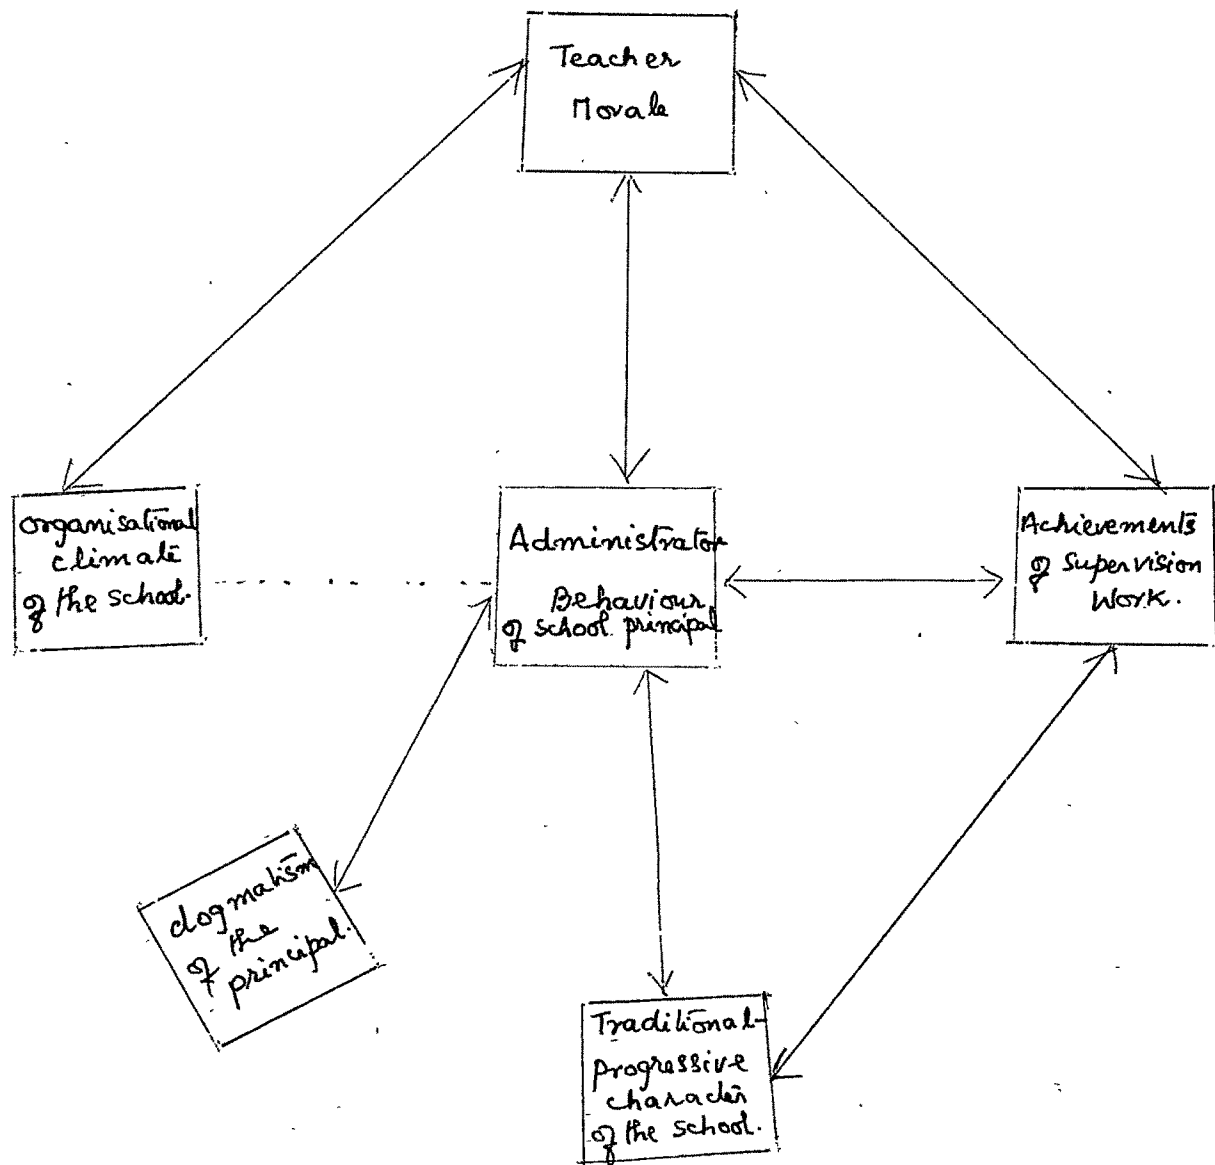 Teacher
Morale
organisational
climate
of the school.
Administrator
Behaviour
of school principal
Achievements
of supervision
Work.
dogmatism
of the
principal.
Traditional-
progressive
character
of the school.